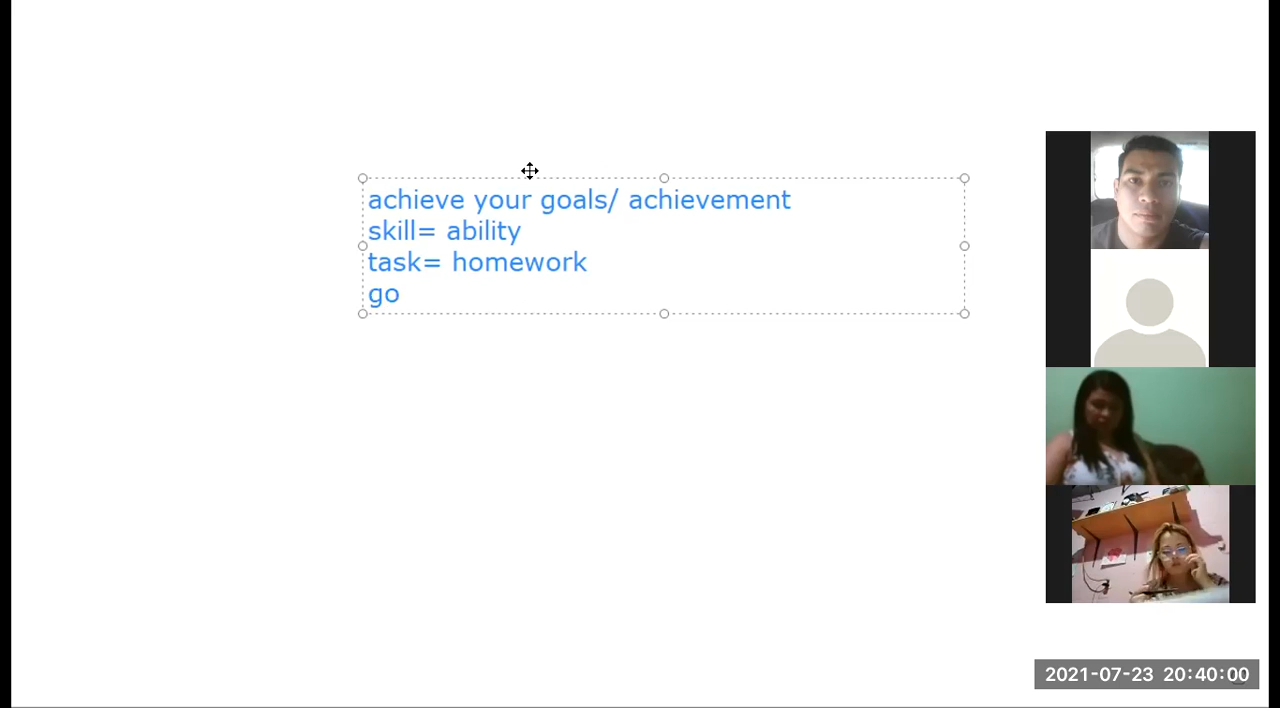 achieve your goals/ achievement
skill= ability
task= homework
go
2021-07-23 20:40:00